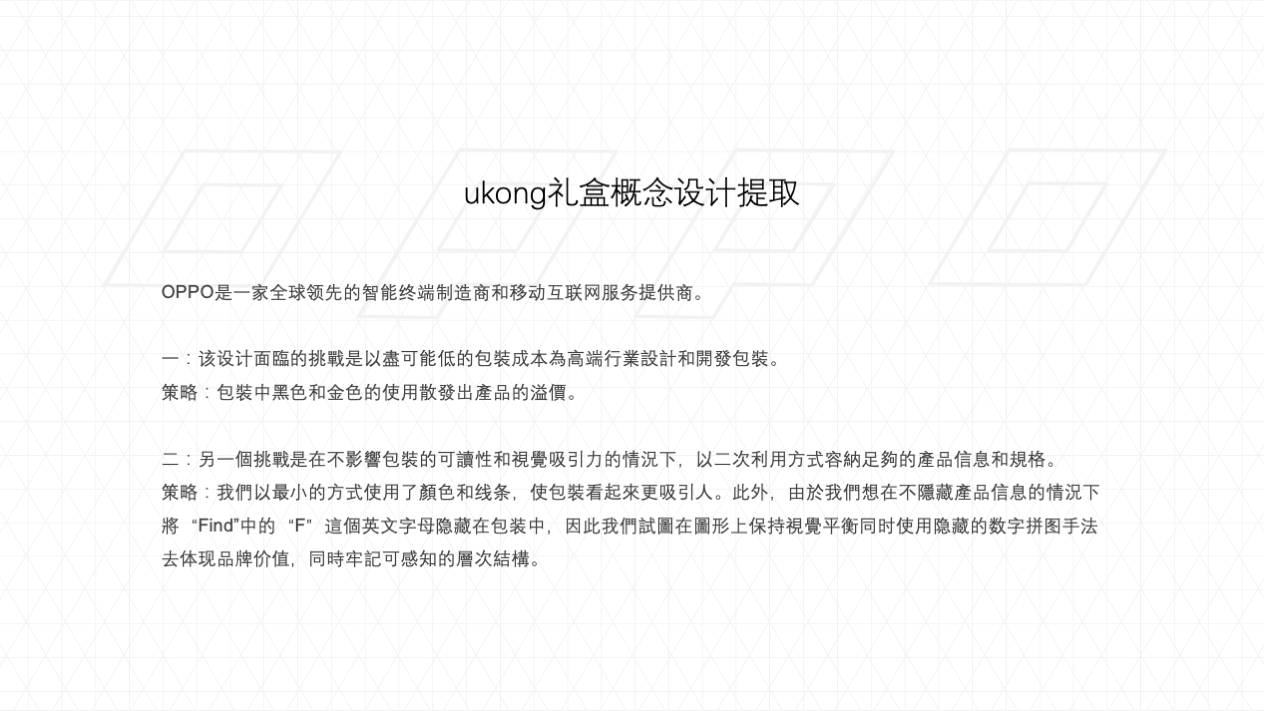 ukong礼盒概念设计提取
OPPO是一家全球领先的智能终端制造商和移动互联网服务提供商。
一：该设计面臨的挑戰是以盡可能低的包裝成本為高端行業設計和開發包裝。
策略：包裝中黑色和金色的使用散發出產品的溢價。
二：另一個挑戰是在不影響包裝的可讀性和視覺吸引力的情況下，以二次利用方式容納足夠的產品信息和規格。
策略：我們以最小的方式使用了顏色和线条，使包裝看起來更吸引人。此外，由於我們想在不隱藏產品信息的情況下
將“Find”中的“F”這個英文字母隐藏在包装中，因此我們試圖在圖形上保持視覺平衡同时使用隐藏的数字拼图手法
去体现品牌价值，同時牢記可感知的層次結構。